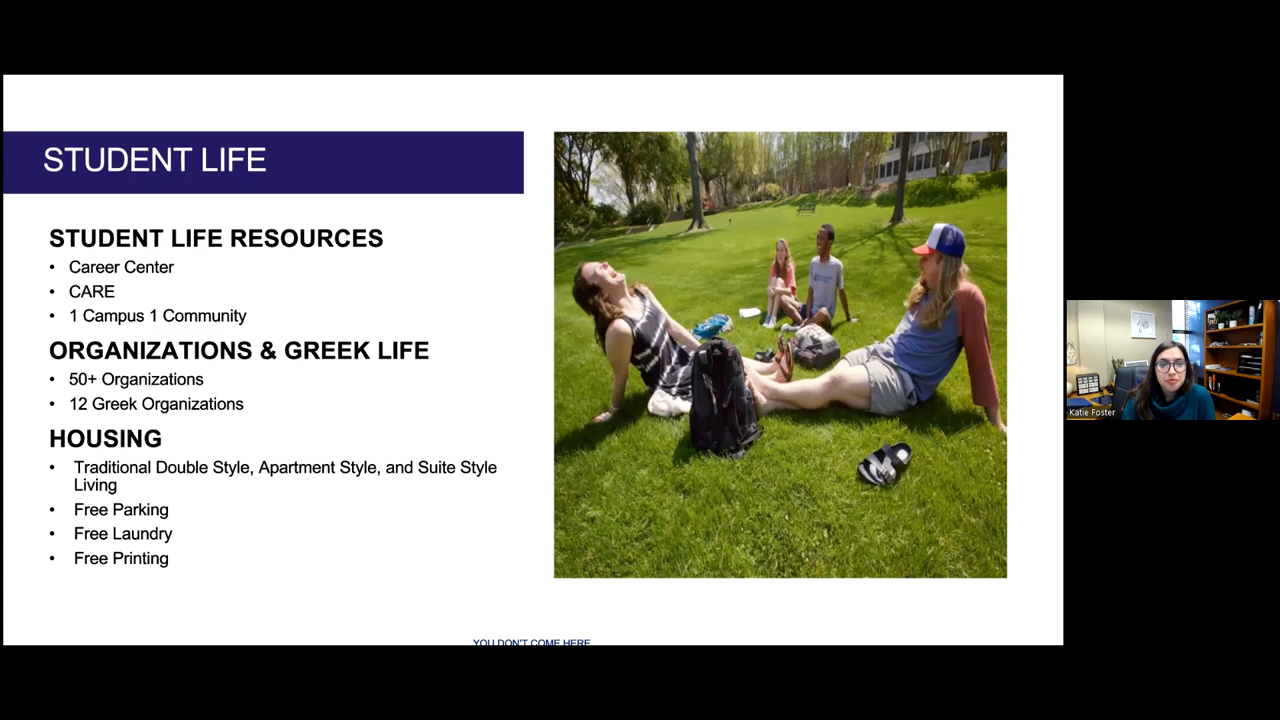 STUDENT LIFE
STUDENT LIFE RESOURCES
• Career Center
• CARE
• 1 Campus 1 Community
ORGANIZATIONS & GREEK LIFE
• 50+ Organizations
• 12 Greek Organizations
HOUSING
• Traditional Double Style, Apartment Style, and Suite Style
Living
• Free Parking
• Free Laundry
• Free Printing
YOU DON'T COME HERE
Katie Foster